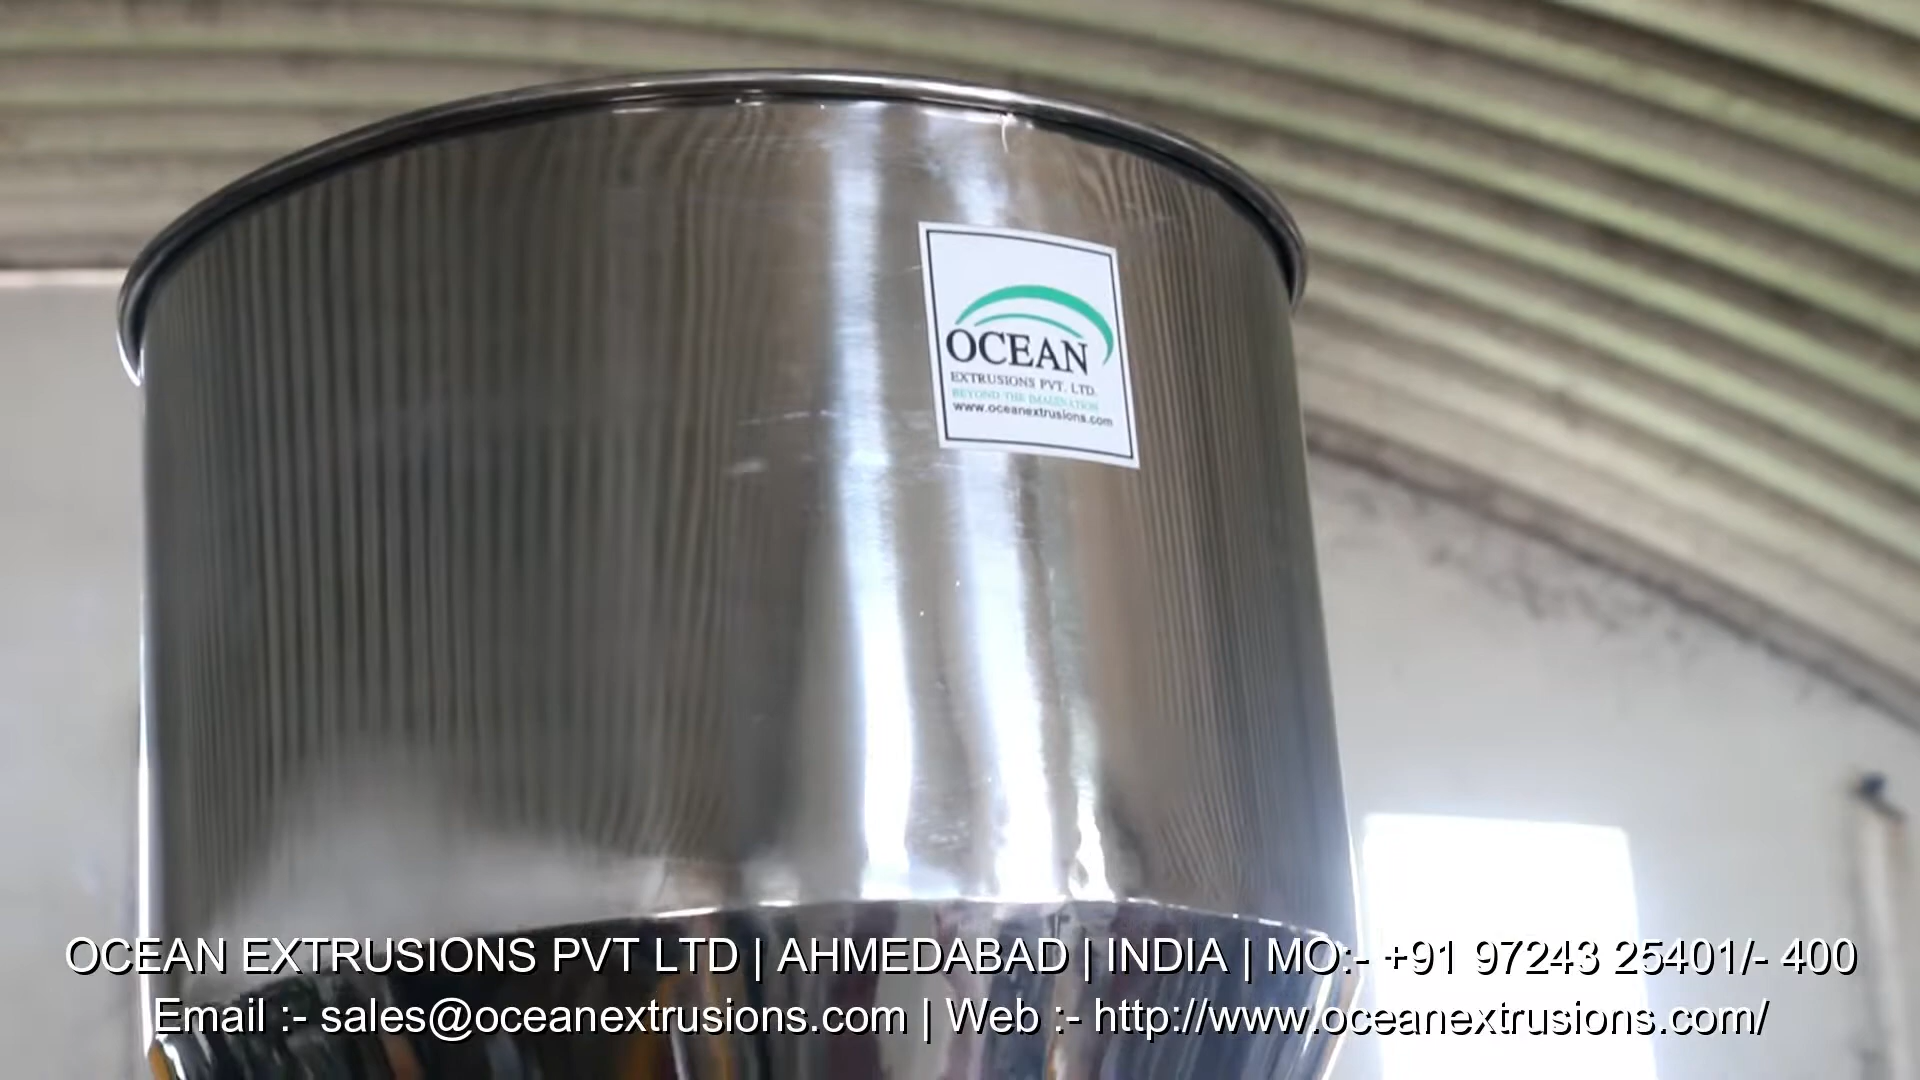 OCEAN
EXTRUSIONS PVT. LTD.
BEYOND THE IMAGINATION
www.oceanextrusions.com
OCEAN EXTRUSIONS PVT LTD | AHMEDABAD | INDIA | MO:- +91 97243 25401/- 400
Email :- sales@oceanextrusions.com | Web :- http://www.oceanextrusions.com/